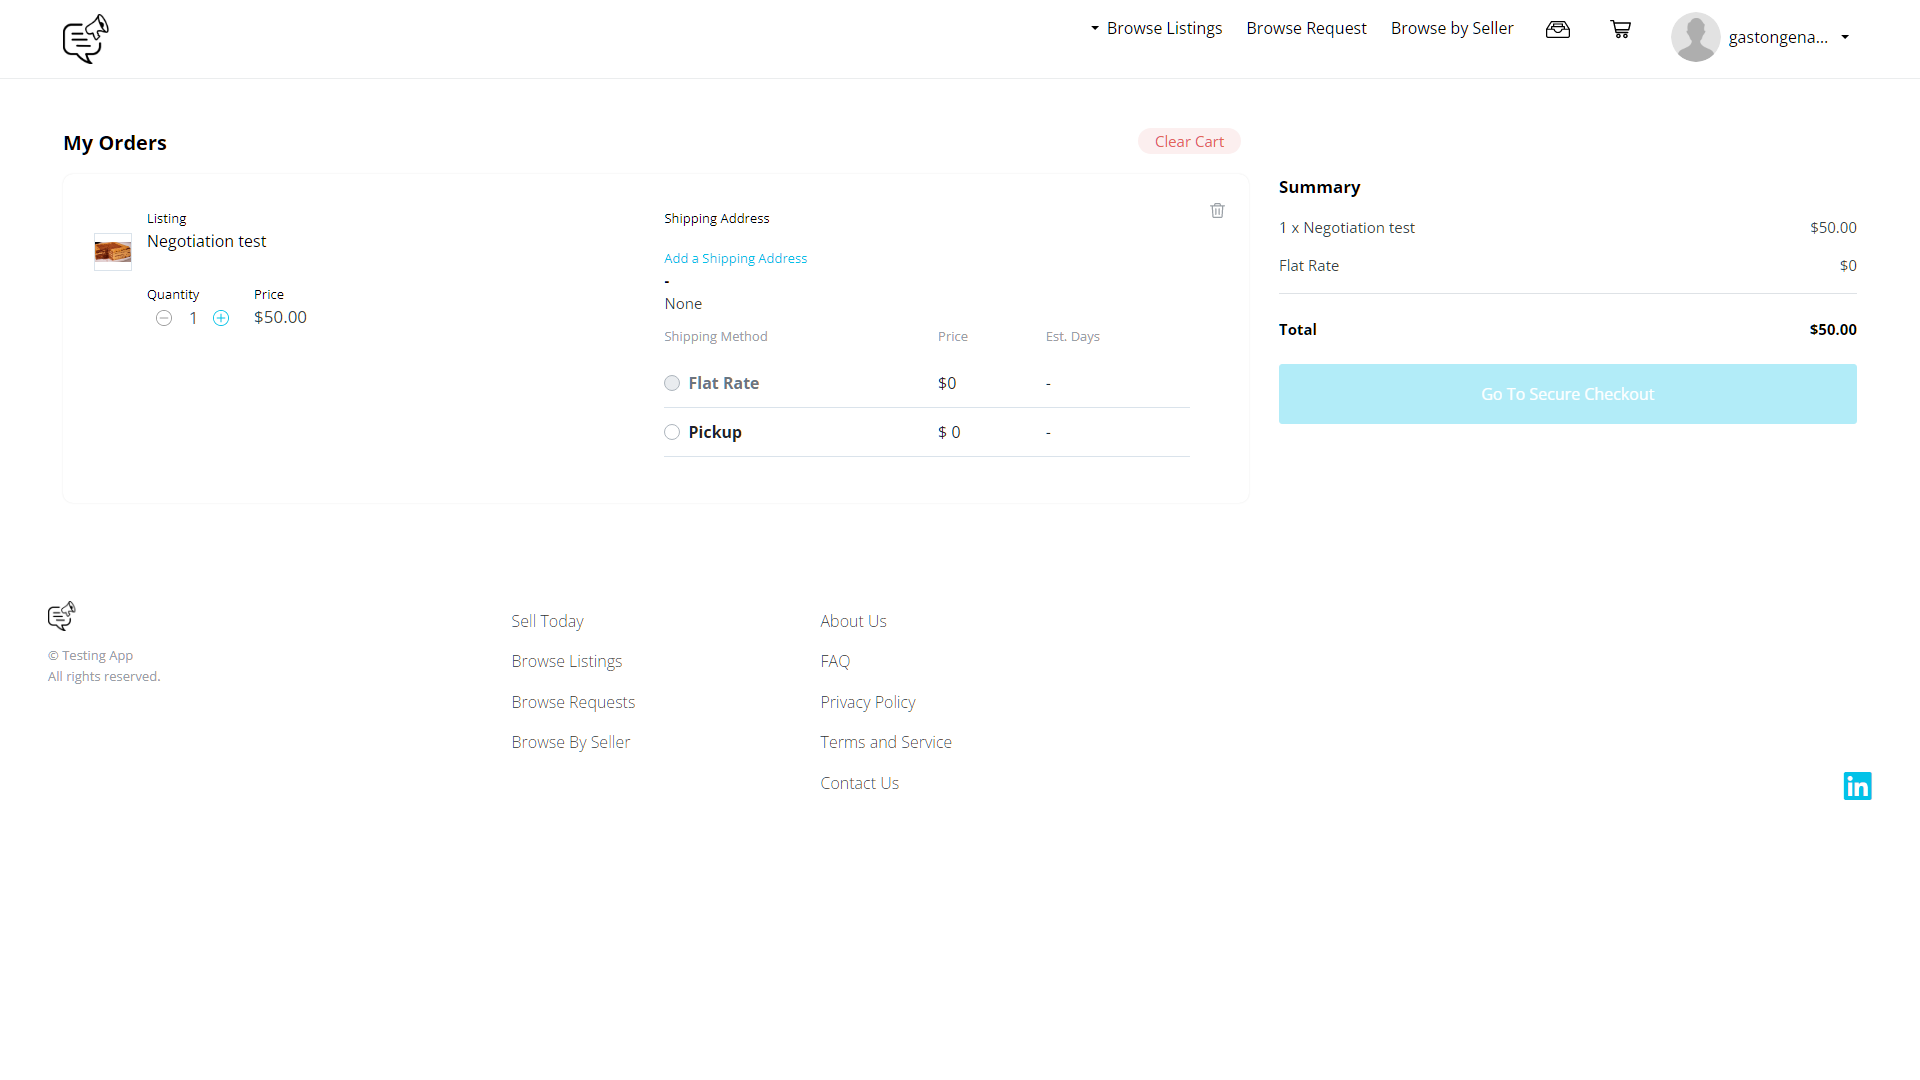 Browse Listings
Browse Request
Browse by Seller
gastongena...
My Orders
Clear Cart
Listing
Negotiation test
Quantity
1
Price
$50.00
Shipping Address
Add a Shipping Address
-
None
Shipping Method Price Est. Days
Flat Rate $0 -
Pickup $ 0 -
Summary
1 x Negotiation test $50.00
Flat Rate $0
Total $50.00
Go To Secure Checkout
© Testing App
All rights reserved.
Sell Today
Browse Listings
Browse Requests
Browse By Seller
About Us
FAQ
Privacy Policy
Terms and Service
Contact Us
in